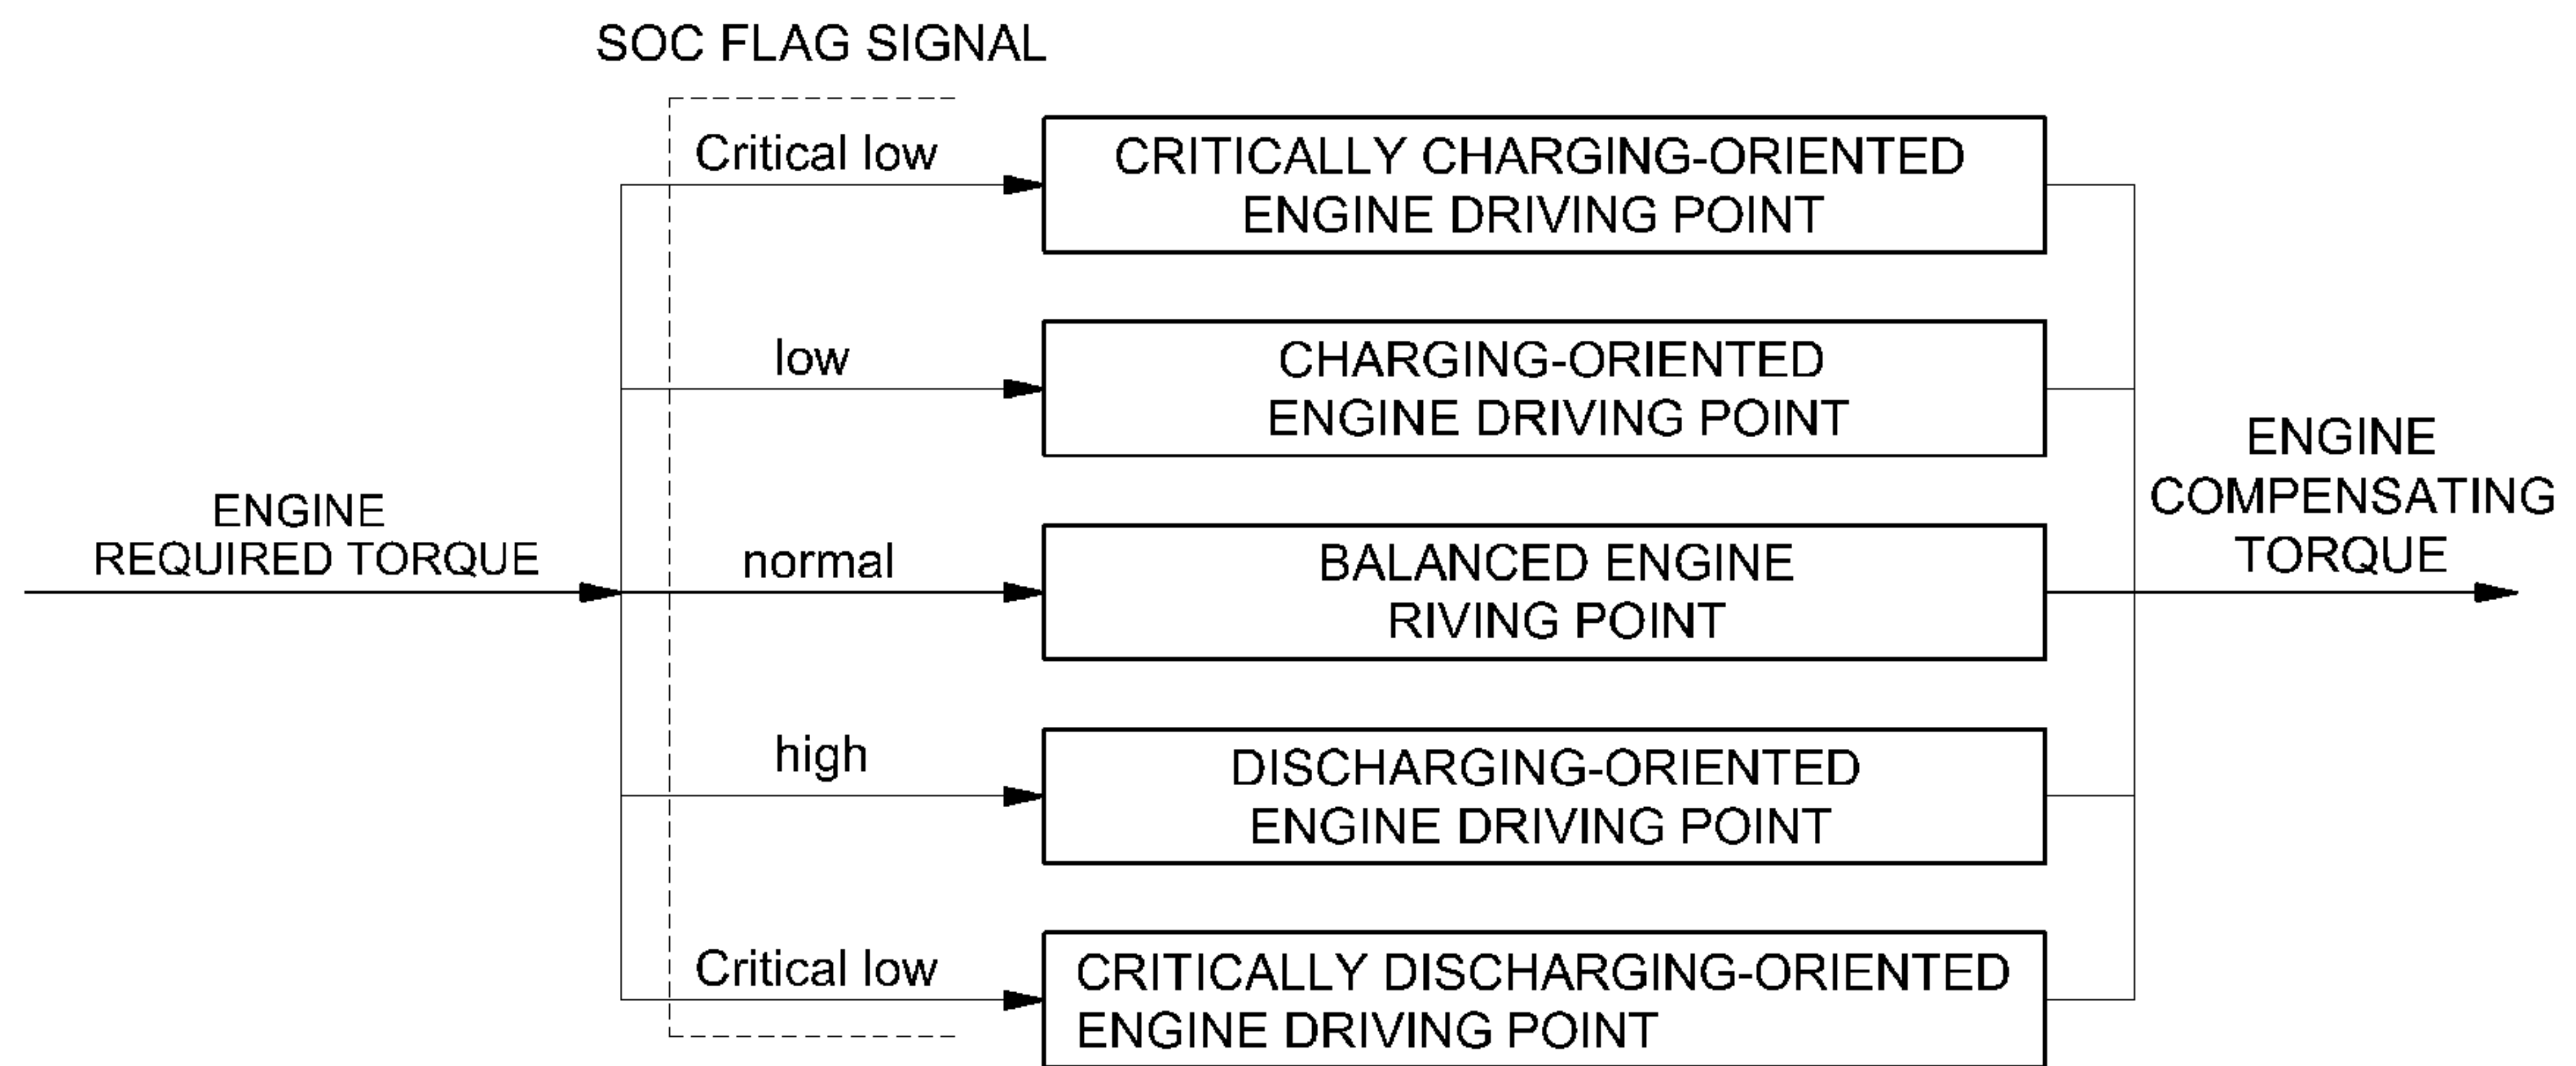 SOC FLAG SIGNAL
Critical low
CRITICALLY CHARGING-ORIENTED
ENGINE DRIVING POINT
low
CHARGING-ORIENTED
ENGINE DRIVING POINT
ENGINE
REQUIRED TORQUE
normal
BALANCED ENGINE
RIVING POINT
ENGINE
COMPENSATING
TORQUE
high
DISCHARGING-ORIENTED
ENGINE DRIVING POINT
Critical low
CRITICALLY DISCHARGING-ORIENTED
ENGINE DRIVING POINT